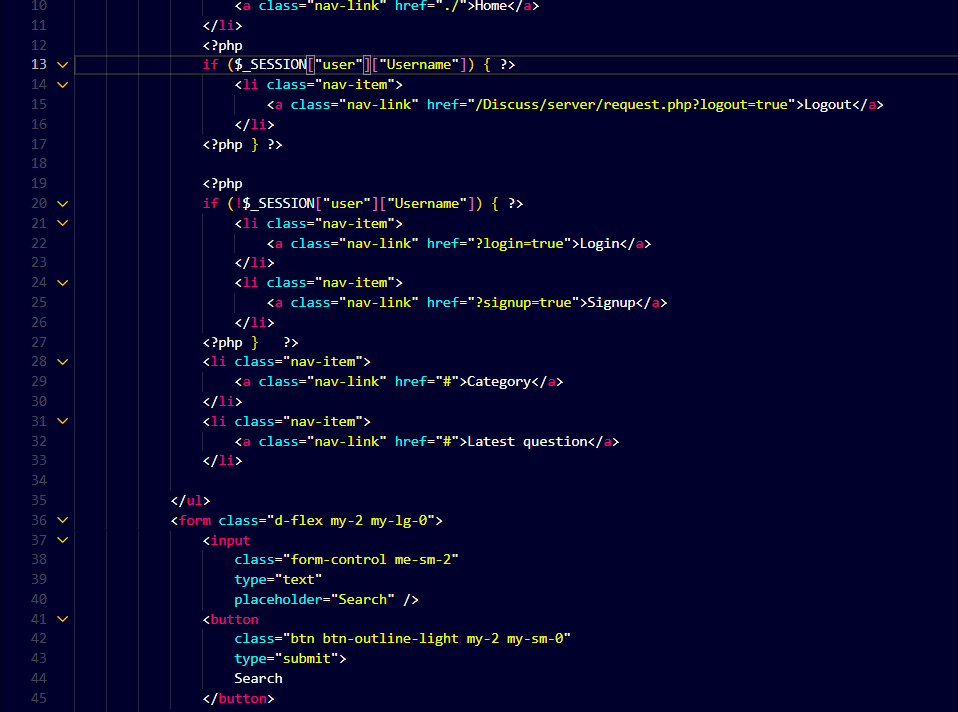 10 <a class="nav-link" href="./">Home</a>
11 </li>
12 <?php
13 if ($_SESSION["user"]["Username"]) { ?>
14 <li class="nav-item">
15 <a class="nav-link" href="/Discuss/server/request.php?logout=true">Logout</a>
16 </li>
17 <?php } ?>
18
19 <?php
20 if (!$_SESSION["user"]["Username"]) { ?>
21 <li class="nav-item">
22 <a class="nav-link" href="?login=true">Login</a>
23 </li>
24 <li class="nav-item">
25 <a class="nav-link" href="?signup=true">Signup</a>
26 </li>
27 <?php }   ?>
28 <li class="nav-item">
29 <a class="nav-link" href="#">Category</a>
30 </li>
31 <li class="nav-item">
32 <a class="nav-link" href="#">Latest question</a>
33 </li>
34
35 </ul>
36 <form class="d-flex my-2 my-lg-0">
37 <input
38 class="form-control me-sm-2"
39 type="text"
40 placeholder="Search" />
41 <button
42 class="btn btn-outline-light my-2 my-sm-0"
43 type="submit">
44 Search
45 </button>